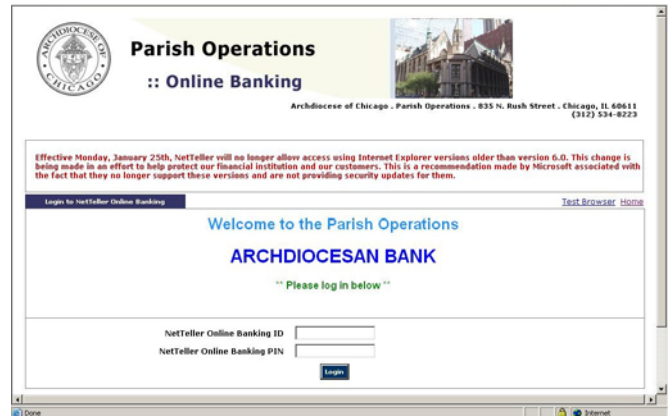 ARCHDIOCESE OF CHICAGO
Parish Operations
:: Online Banking
Archdiocese of Chicago . Parish Operations . 835 N. Rush Street . Chicago, IL 60611
(312) 534-8223
Effective Monday, January 25th, NetTeller will no longer allow access using Internet Explorer versions older than version 6.0. This change is
being made in an effort to help protect our financial institution and our customers. This is a recommendation made by Microsoft associated with
the fact that they no longer support these versions and are not providing security updates for them.
Login to NetTeller Online Banking
Test Browser Home
Welcome to the Parish Operations
ARCHDIOCESAN BANK
Please log in below
NetTeller Online Banking ID
NetTeller Online Banking PIN
Login
Done
Internet